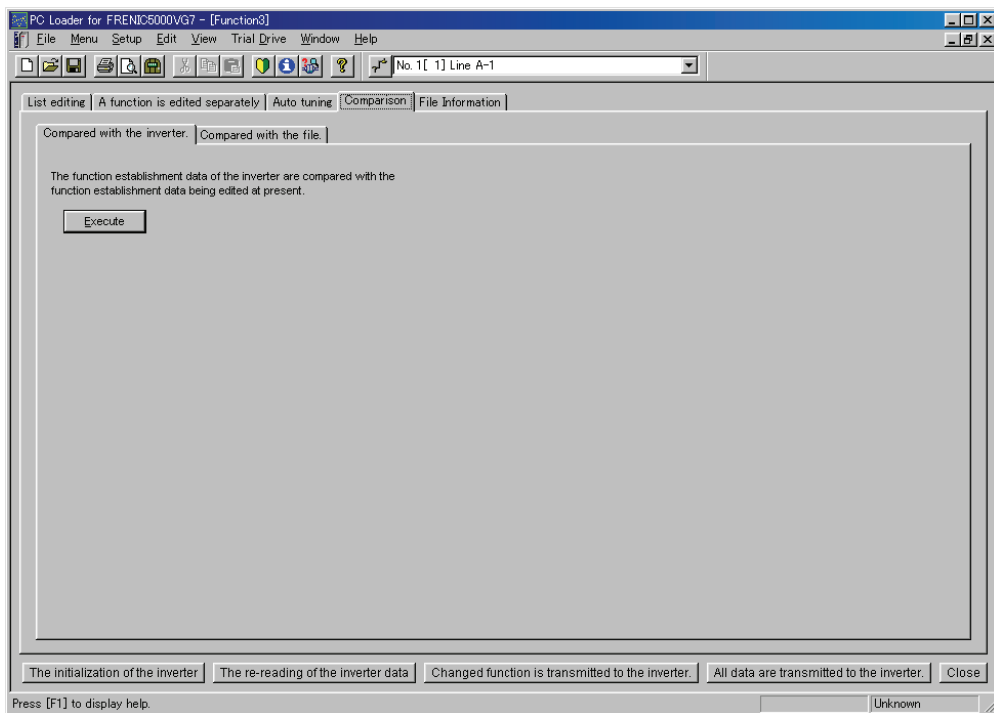 PC Loader for FRENIC5000VG7 - [Function3]
File Menu Setup Edit View Trial Drive Window Help
No. 1[ 1] Line A-1
List editing A function is edited separately Auto tuning Comparison File Information
Compared with the inverter. Compared with the file.
The function establishment data of the inverter are compared with the
function establishment data being edited at present.
Execute
The initialization of the inverter The re-reading of the inverter data Changed function is transmitted to the inverter. All data are transmitted to the inverter. Close
Press [F1] to display help. Unknown